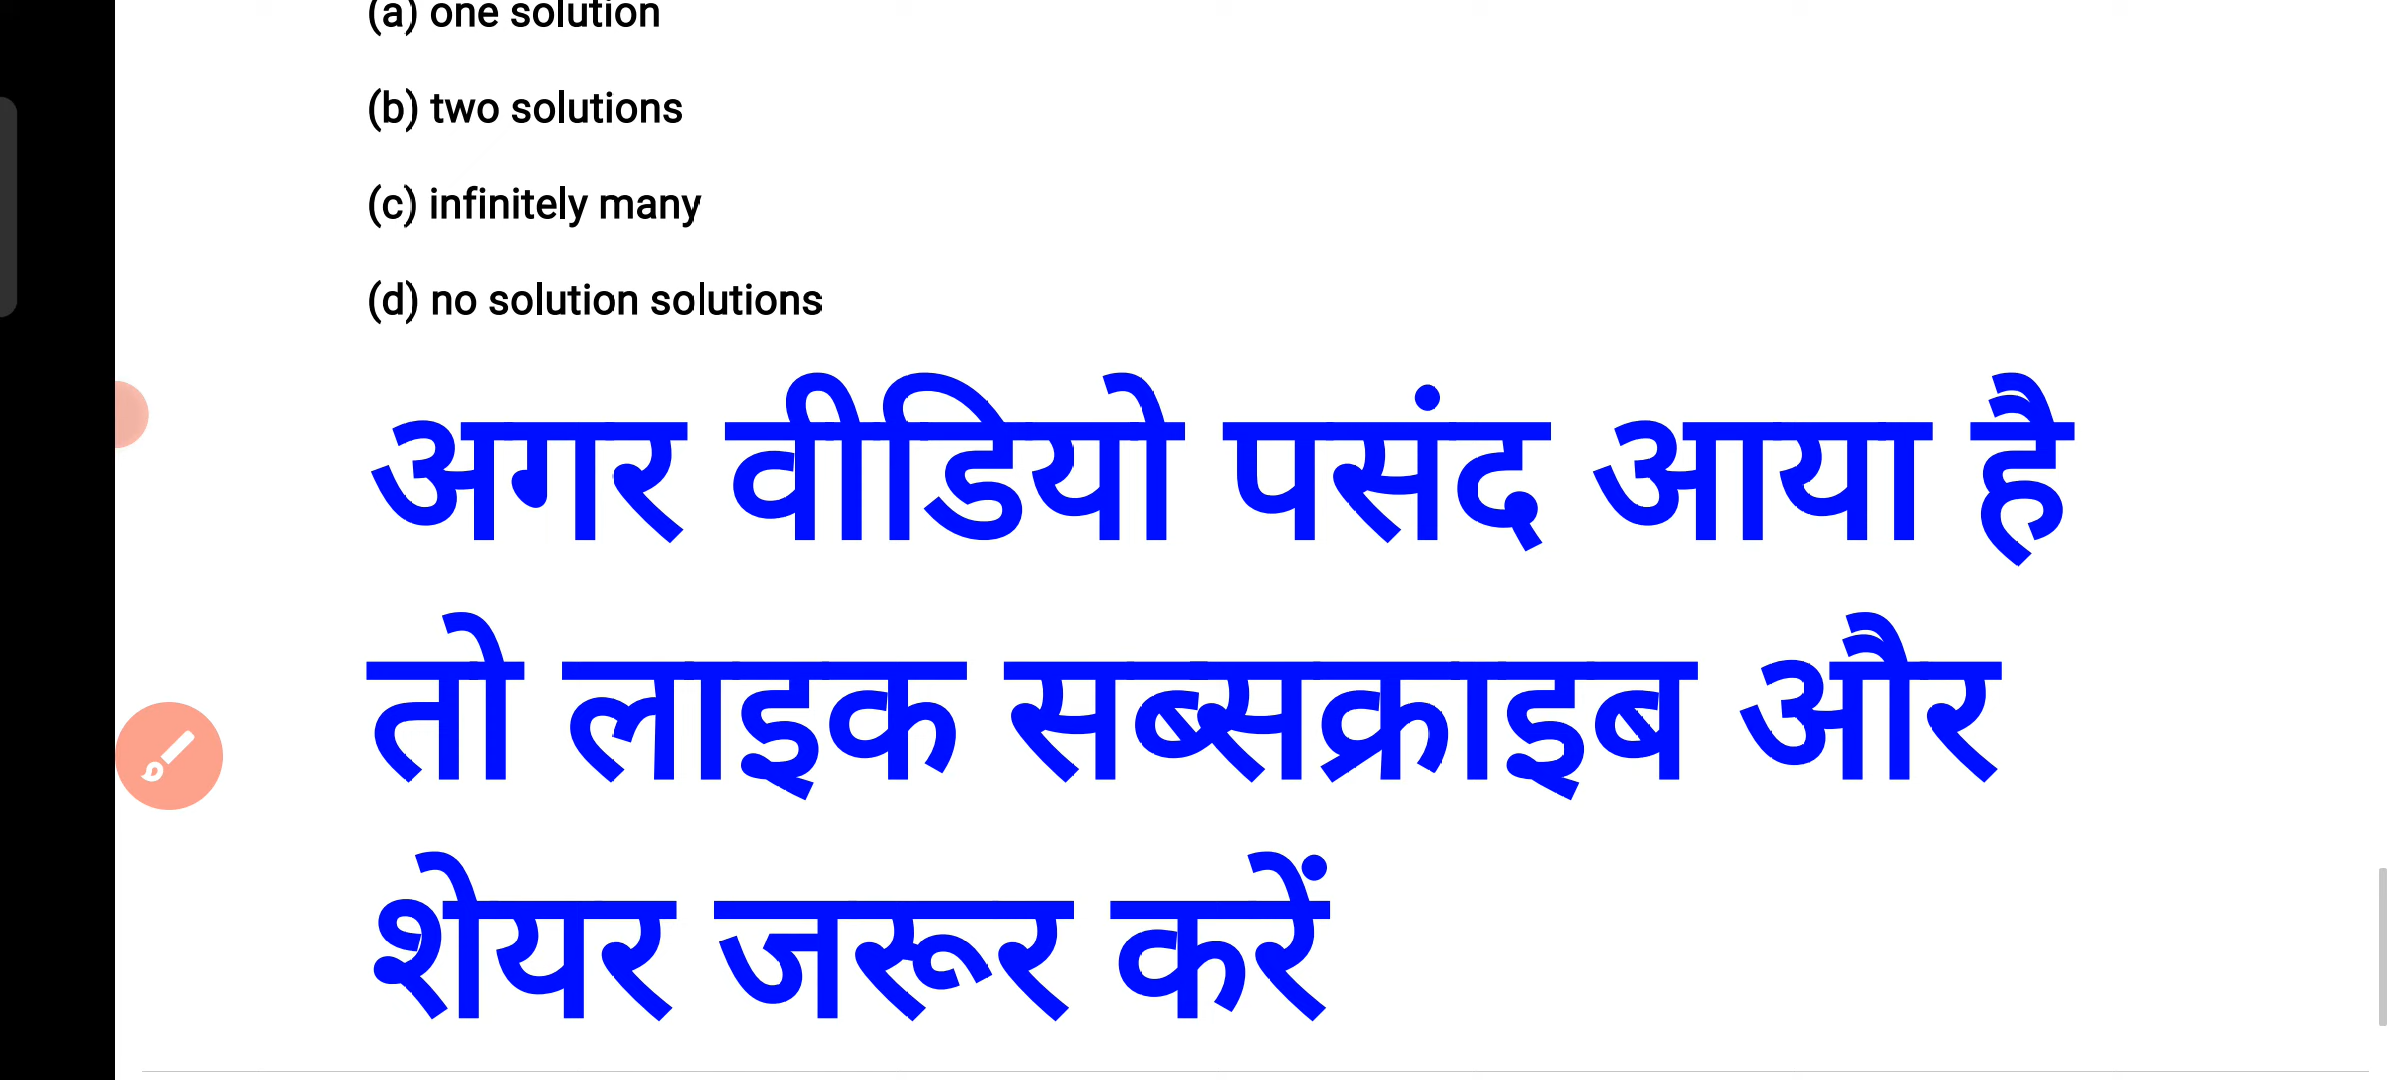 (a) one solution
(b) two solutions
(c) infinitely many
(d) no solution solutions
अगर वीडियो पसंद आया है
तो लाइक सब्सक्राइब और
शेयर जरूर करें